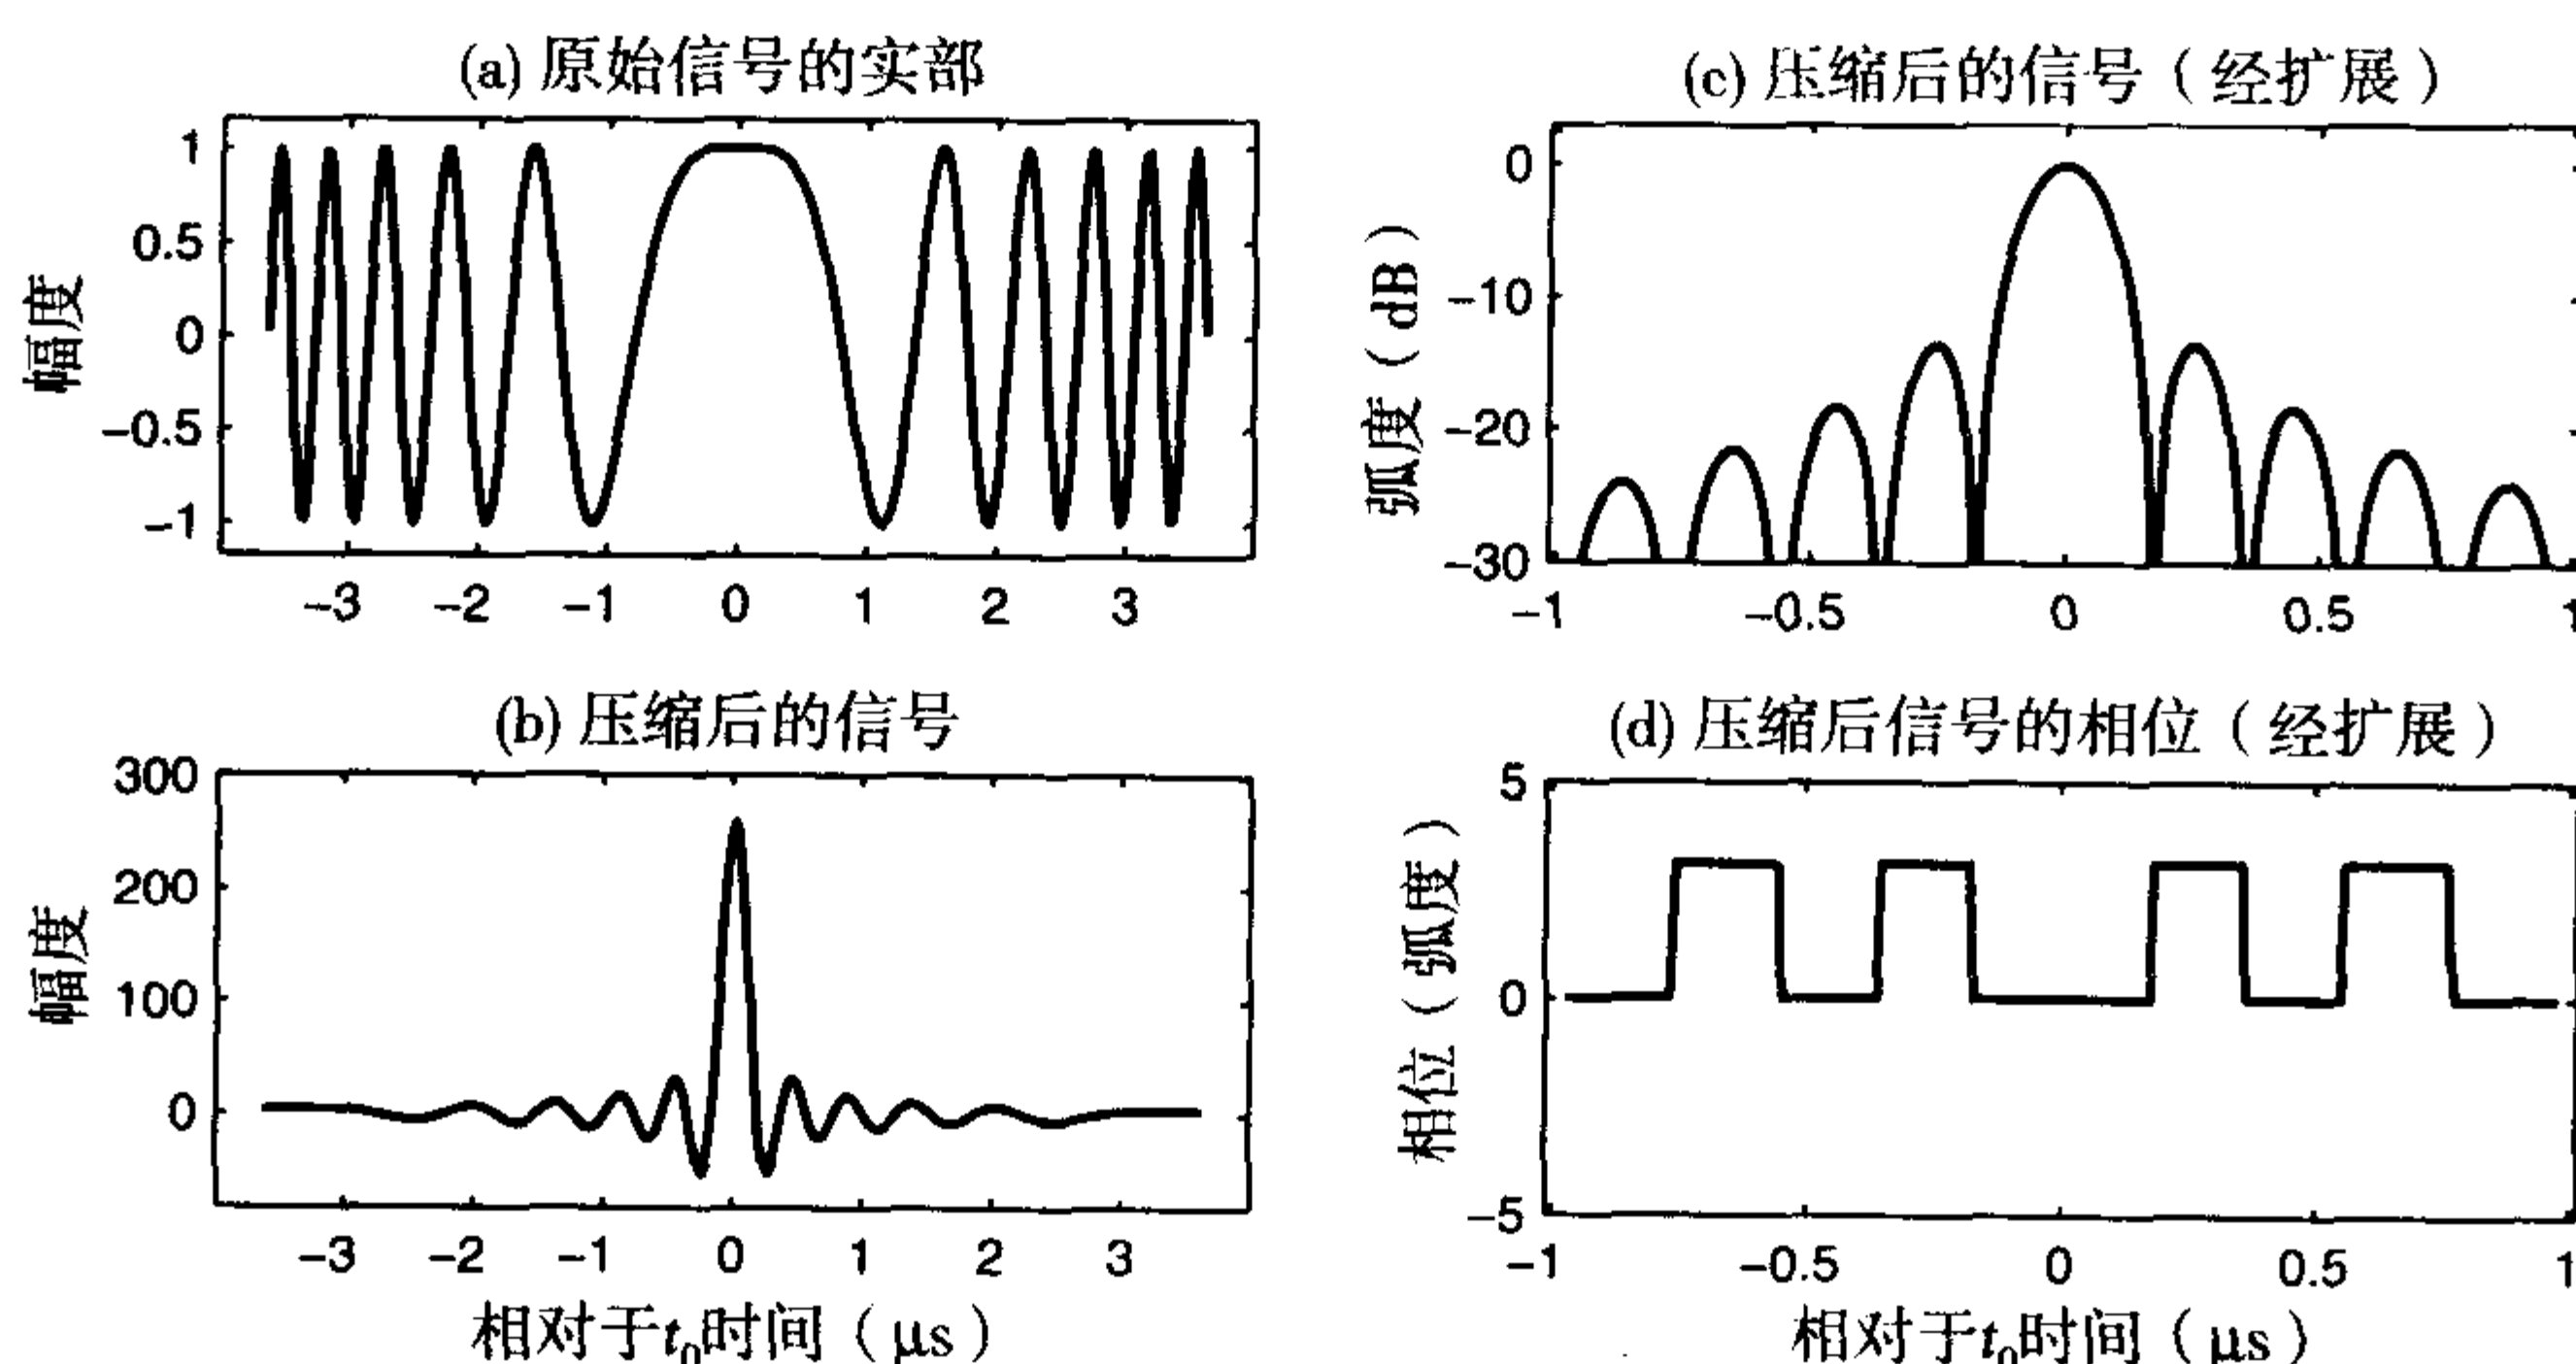 (a) 原始信号的实部
1
0.5
0
-0.5
-1
幅度
-3 -2 -1 0 1 2 3
(c) 压缩后的信号（经扩展）
0
-10
-20
-30
弧度（dB）
-1 -0.5 0 0.5 1
(b) 压缩后的信号
300
200
100
0
幅度
-3 -2 -1 0 1 2 3
相对于t0时间（μs）
(d) 压缩后信号的相位（经扩展）
5
0
-5
相位（弧度）
-1 -0.5 0 0.5 1
相对于t0时间（μs）